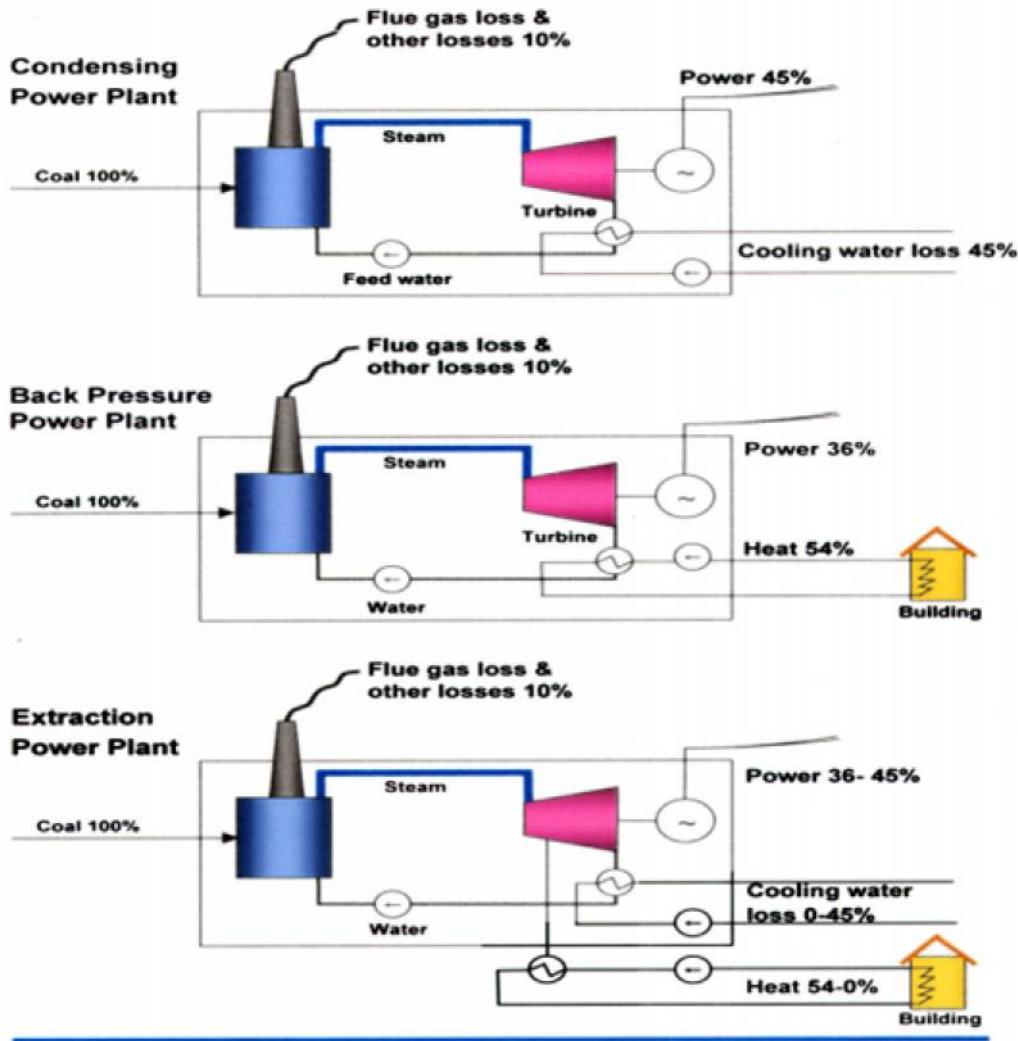 Flue gas loss &
other losses 10%
Condensing
Power Plant
Power 45%
Steam
Coal 100%
~
Turbine
Cooling water loss 45%
Feed water
Flue gas loss &
other losses 10%
Back Pressure
Power Plant
Power 36%
Steam
Coal 100%
~
Turbine
Heat 54%
Water
Building
Flue gas loss &
other losses 10%
Extraction
Power Plant
Power 36- 45%
Steam
Coal 100%
~
Cooling water
loss 0-45%
Water
Heat 54-0%
Building